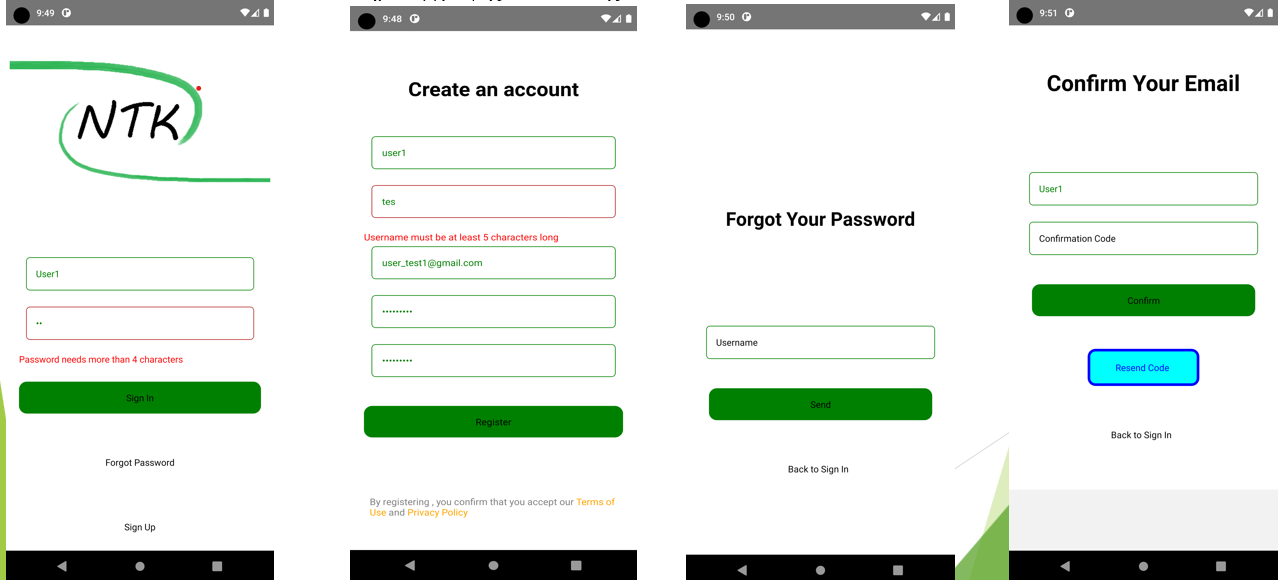 9:49
NTK
User1
••
Password needs more than 4 characters
Sign In
Forgot Password
Sign Up
9:48
Create an account
user1
tes
Username must be at least 5 characters long
user_test1@gmail.com
•••••••••
•••••••••
Register
By registering , you confirm that you accept our Terms of
Use and Privacy Policy
9:50
Forgot Your Password
Username
Send
Back to Sign In
9:51
Confirm Your Email
User1
Confirmation Code
Confirm
Resend Code
Back to Sign In